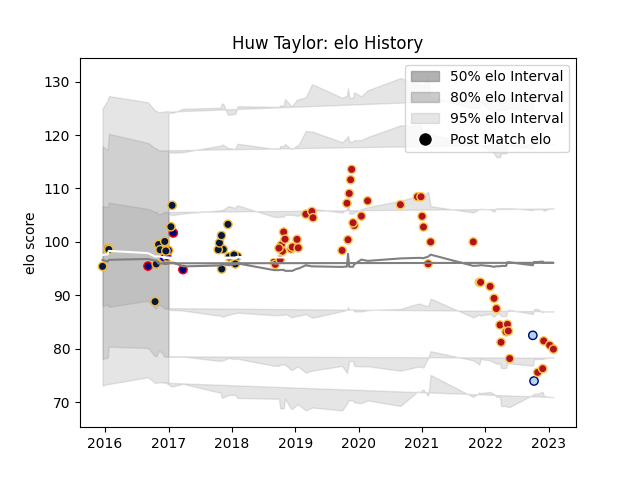 Huw Taylor: elo History
elo score
130
120
110
100
90
80
70
50% elo Interval
80% elo Interval
95% elo Interval
Post Match elo
2016 2017 2018 2019 2020 2021 2022 2023